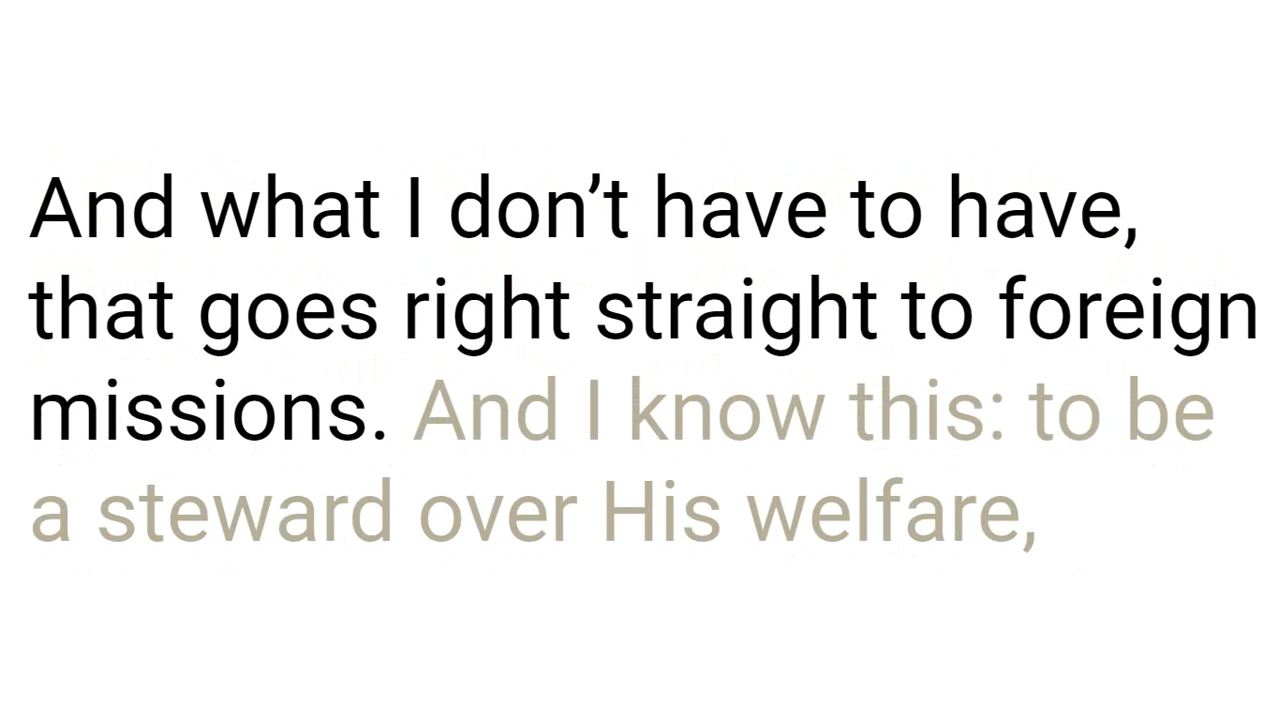 And what I don’t have to have,
that goes right straight to foreign
missions. And I know this: to be
a steward over His welfare,